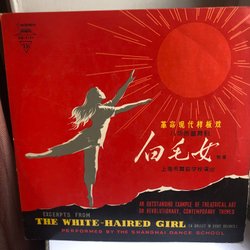 革命现代样板戏
白毛女
上海市舞蹈学校演出
AN OUTSTANDING EXAMPLE OF THEATRICAL ART
ON REVOLUTIONARY, CONTEMPORARY THEMES
EXCERPTS FROM
THE WHITE-HAIRED GIRL
PERFORMED BY THE SHANGHAI DANCE SCHOOL